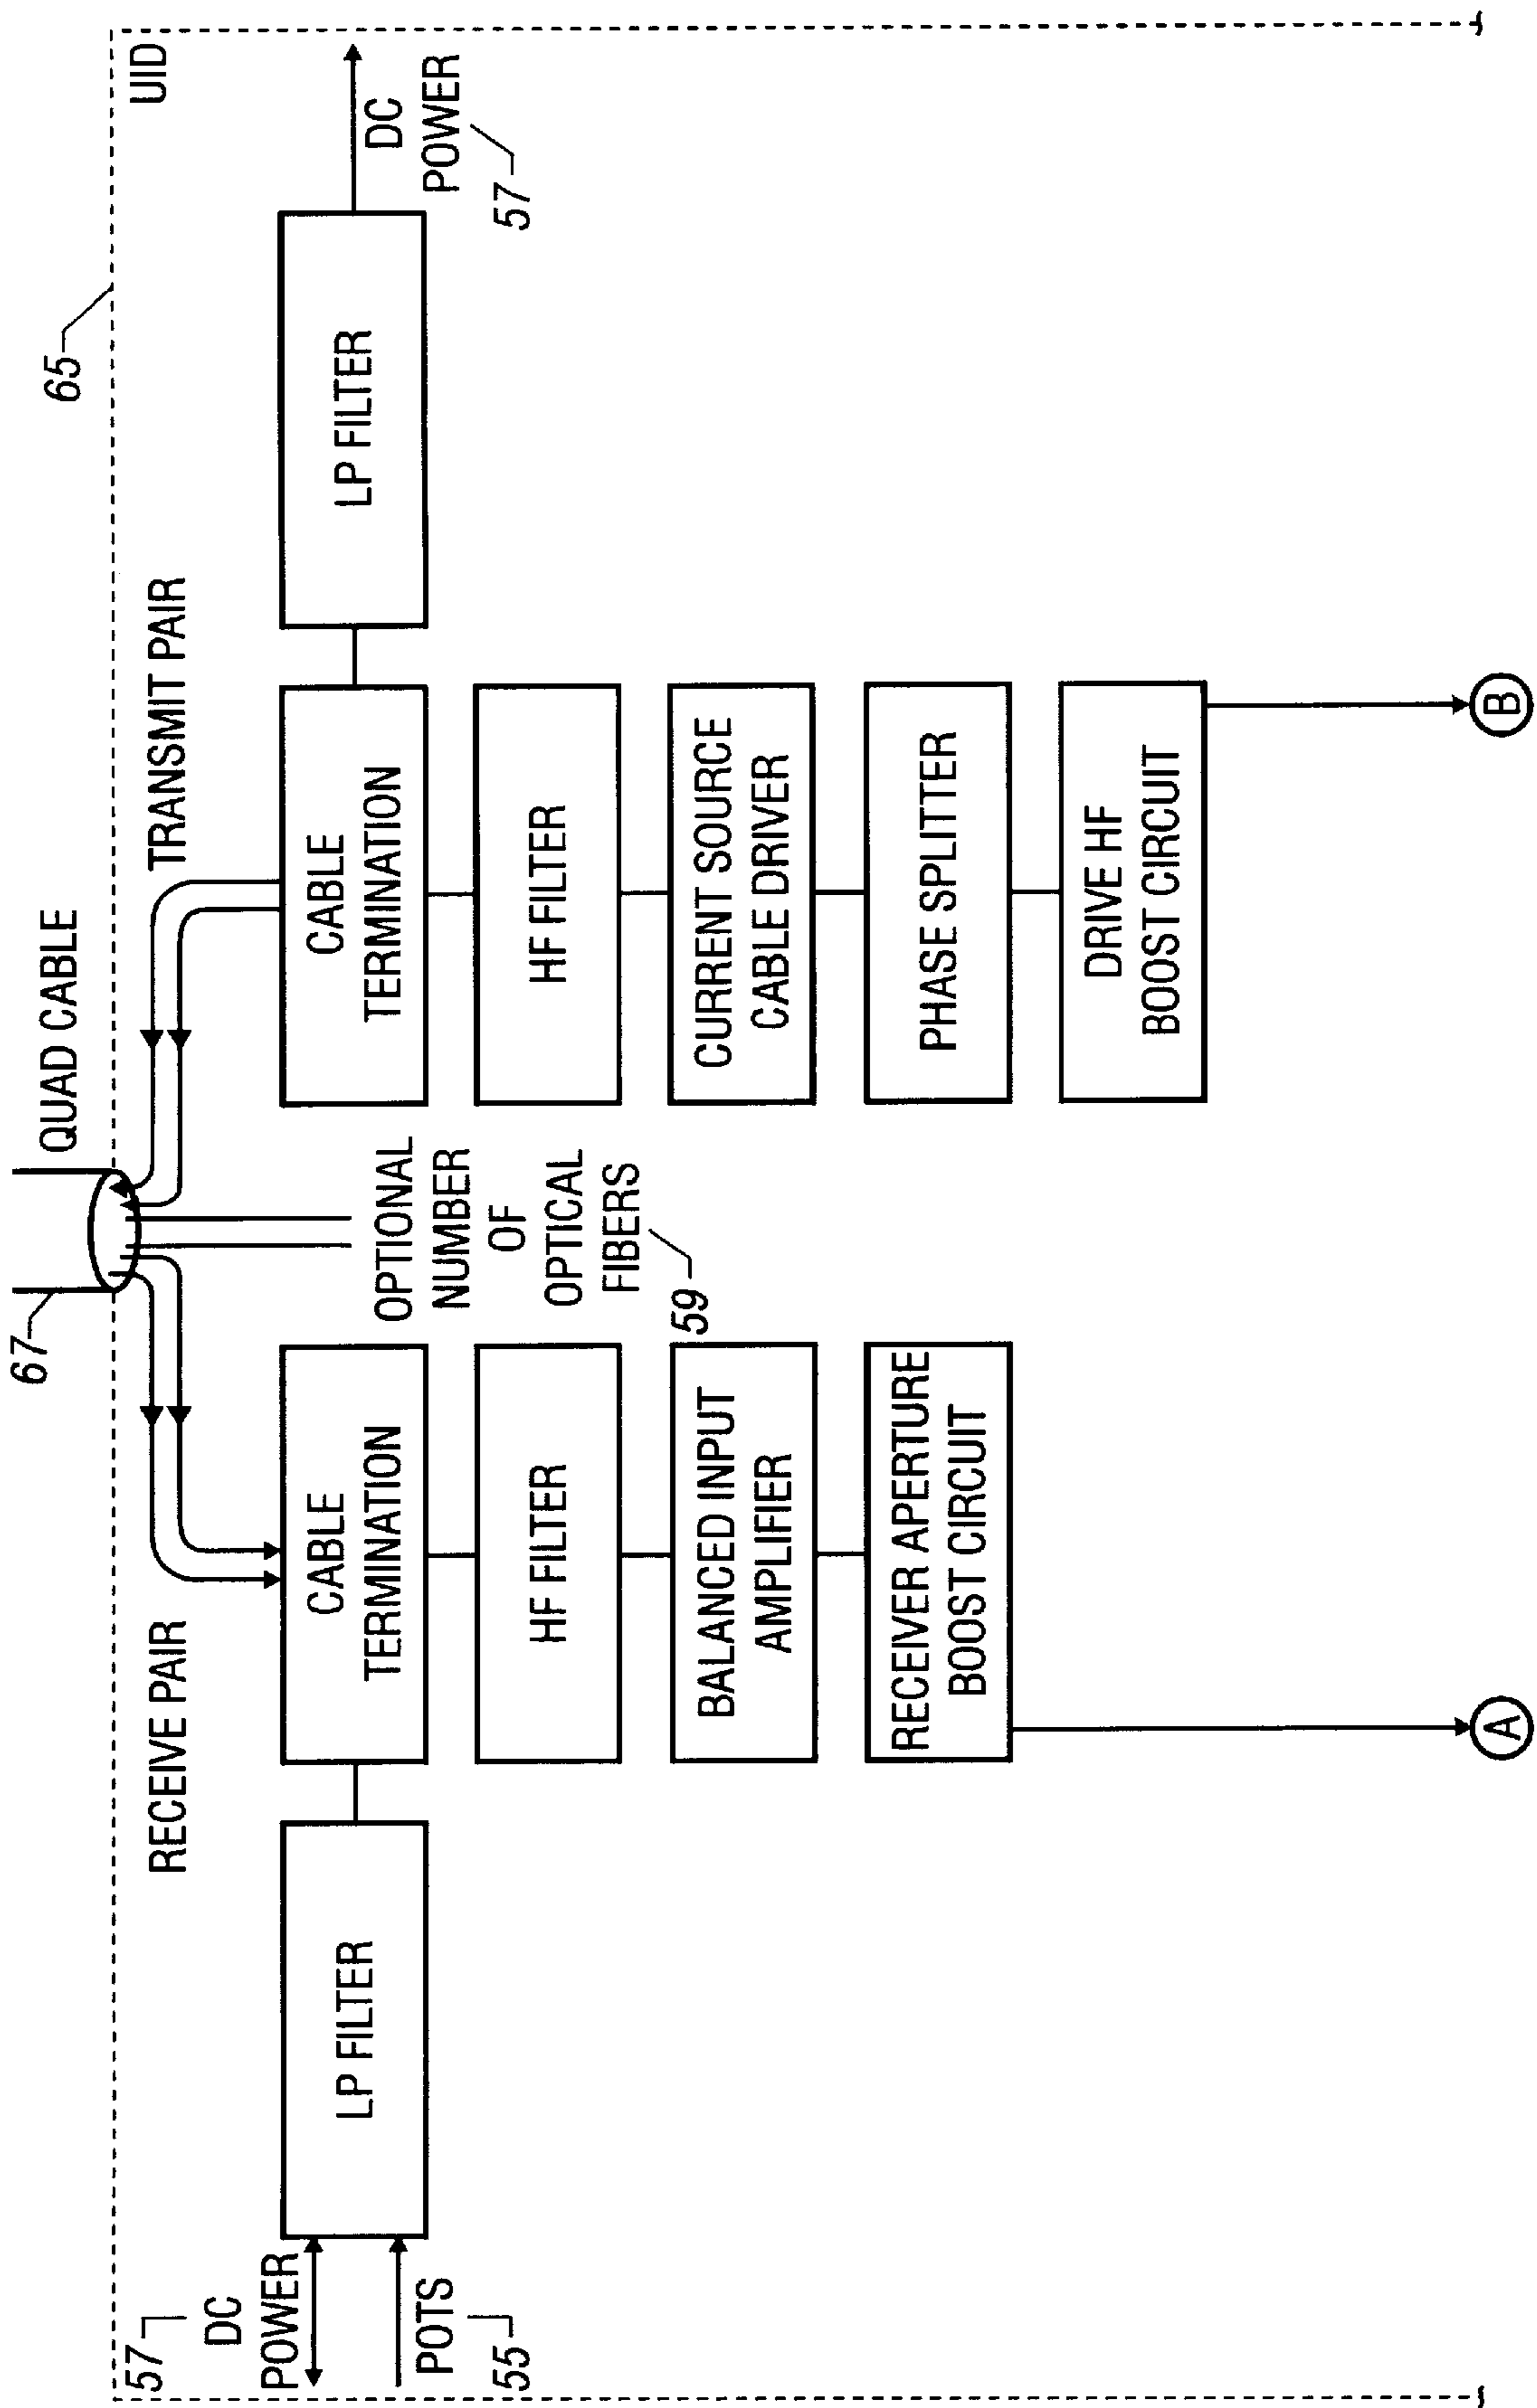 67
QUAD CABLE
65
UID
RECEIVE PAIR
TRANSMIT PAIR
57
DC
POWER
POTS
55
LP FILTER
CABLE
TERMINATION
OPTIONAL
NUMBER
OF
OPTICAL
FIBERS
59
CABLE
TERMINATION
LP FILTER
DC
POWER
57
HF FILTER
HF FILTER
BALANCED INPUT
AMPLIFIER
CURRENT SOURCE
CABLE DRIVER
RECEIVER APERTURE
BOOST CIRCUIT
PHASE SPLITTER
DRIVE HF
BOOST CIRCUIT
A
B